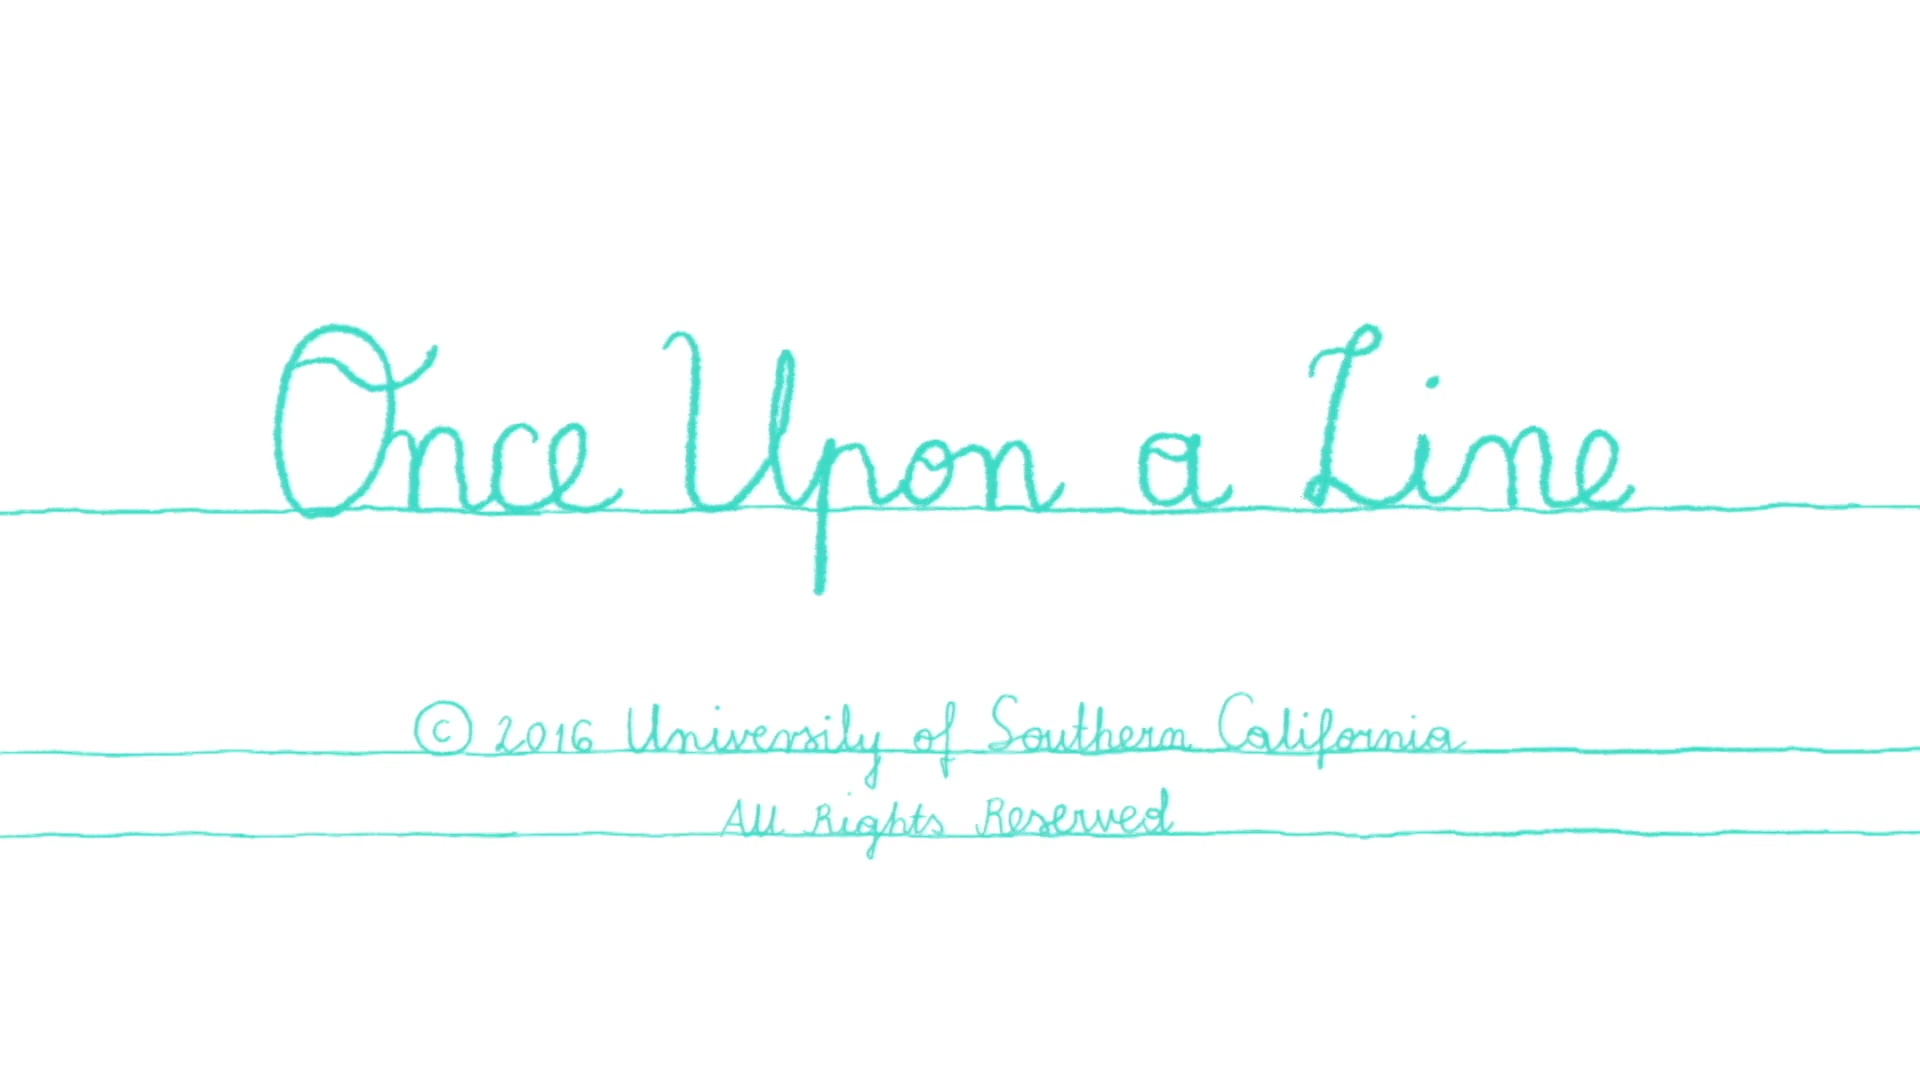 Once Upon a Line
© 2016 University of Southern California
All Rights Reserved